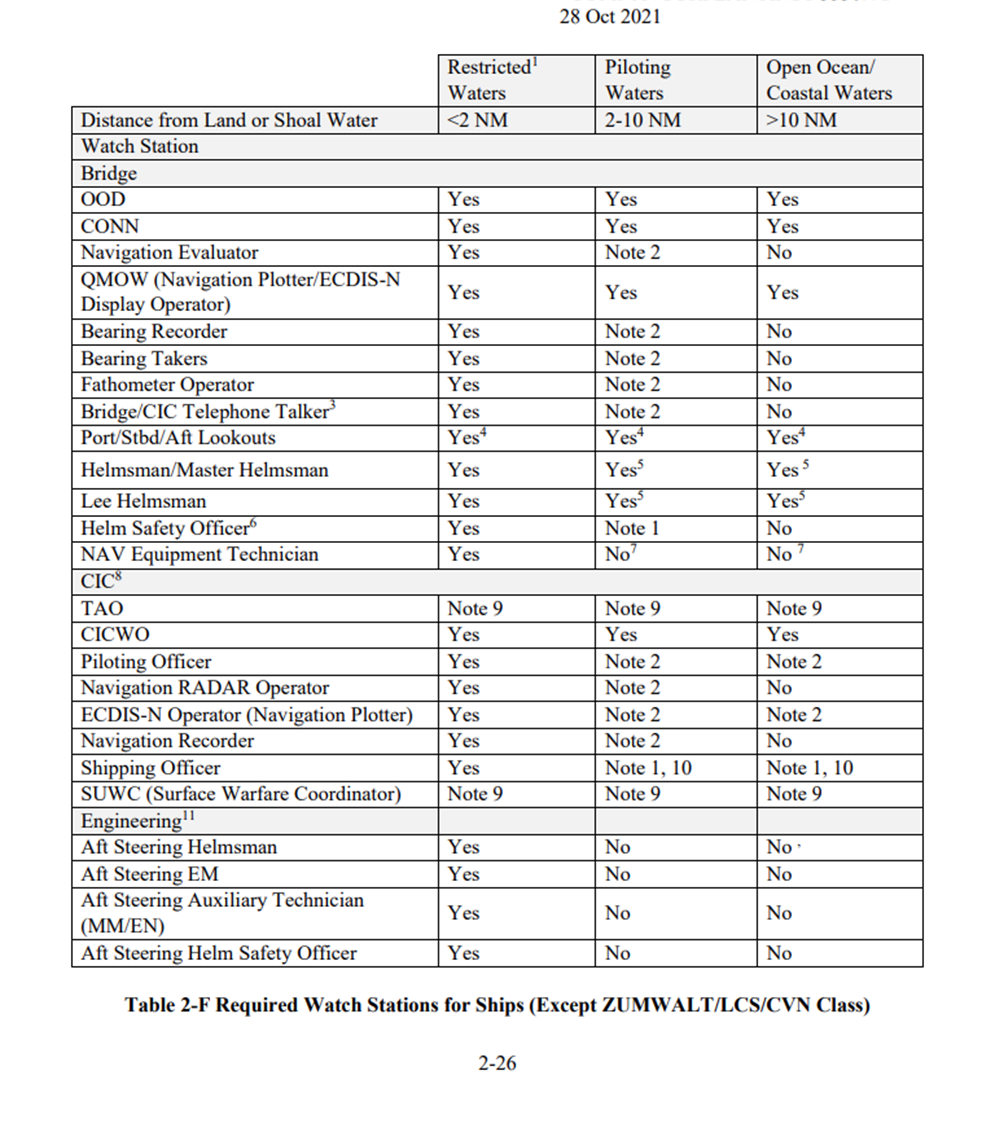 28 Oct 2021
Restricted¹ Waters | Piloting Waters | Open Ocean/ Coastal Waters
Distance from Land or Shoal Water | <2 NM | 2-10 NM | >10 NM
Watch Station
Bridge
OOD | Yes | Yes | Yes
CONN | Yes | Yes | Yes
Navigation Evaluator | Yes | Note 2 | No
QMOW (Navigation Plotter/ECDIS-N Display Operator) | Yes | Yes | Yes
Bearing Recorder | Yes | Note 2 | No
Bearing Takers | Yes | Note 2 | No
Fathometer Operator | Yes | Note 2 | No
Bridge/CIC Telephone Talker³ | Yes | Note 2 | No
Port/Stbd/Aft Lookouts | Yes⁴ | Yes⁴ | Yes⁴
Helmsman/Master Helmsman | Yes | Yes⁵ | Yes ⁵
Lee Helmsman | Yes | Yes⁵ | Yes⁵
Helm Safety Officer⁶ | Yes | Note 1 | No
NAV Equipment Technician | Yes | No⁷ | No ⁷
CIC⁸
TAO | Note 9 | Note 9 | Note 9
CICWO | Yes | Yes | Yes
Piloting Officer | Yes | Note 2 | Note 2
Navigation RADAR Operator | Yes | Note 2 | No
ECDIS-N Operator (Navigation Plotter) | Yes | Note 2 | Note 2
Navigation Recorder | Yes | Note 2 | No
Shipping Officer | Yes | Note 1, 10 | Note 1, 10
SUWC (Surface Warfare Coordinator) | Note 9 | Note 9 | Note 9
Engineering¹¹
Aft Steering Helmsman | Yes | No | No
Aft Steering EM | Yes | No | No
Aft Steering Auxiliary Technician (MM/EN) | Yes | No | No
Aft Steering Helm Safety Officer | Yes | No | No
Table 2-F Required Watch Stations for Ships (Except ZUMWALT/LCS/CVN Class)
2-26